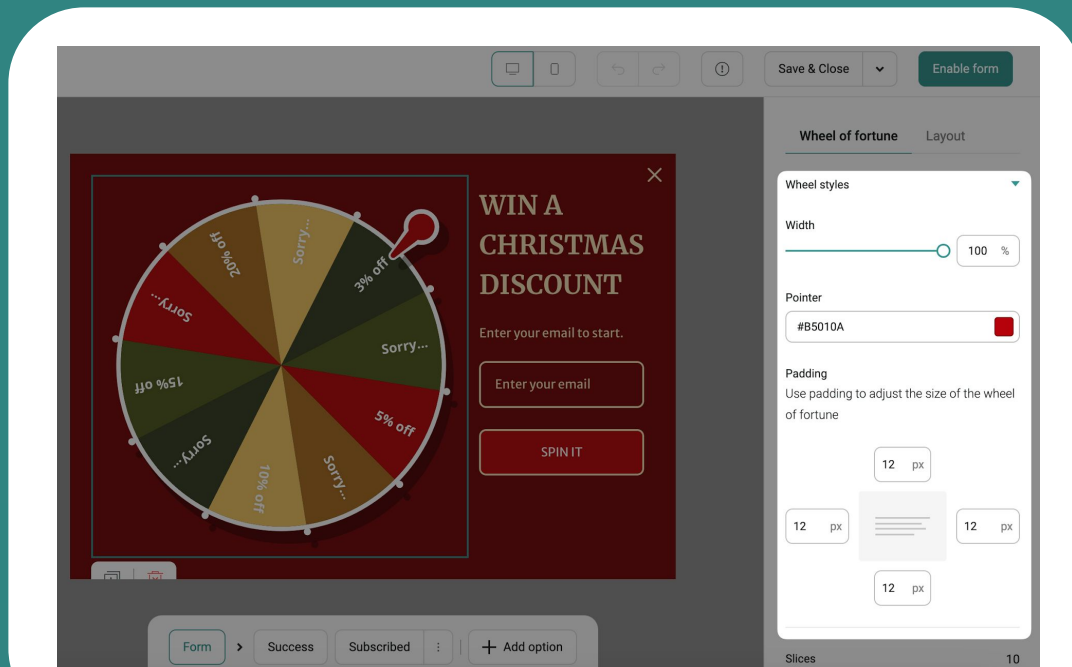 Save & Close
Enable form
Wheel of fortune
Layout
Wheel styles
Width
100 %
Pointer
#B5010A
Padding
Use padding to adjust the size of the wheel
of fortune
12 px
12 px
12 px
12 px
Slices
10
WIN A
CHRISTMAS
DISCOUNT
Enter your email to start.
Enter your email
SPIN IT
Sorry...
3% off
Sorry...
5% off
Sorry...
10% off
Sorry...
15% off
Sorry...
20% off
Form
Success
Subscribed
Add option